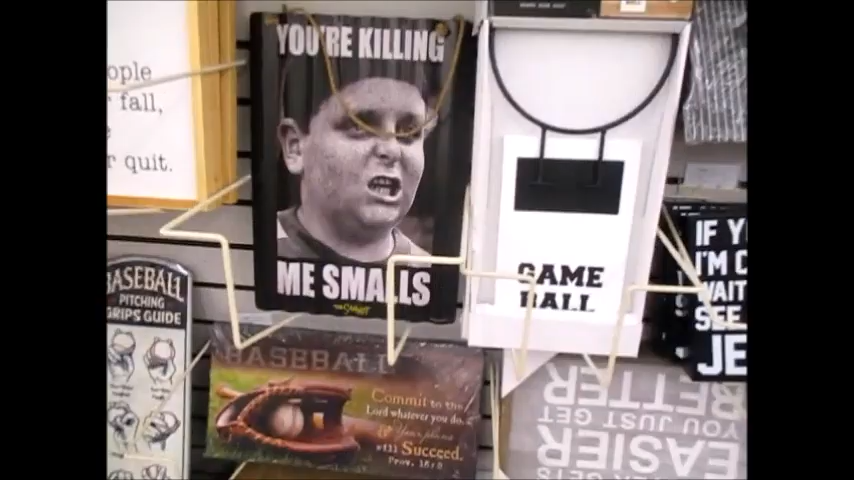 ople
fall,
r quit.
YOU'RE KILLING
ME SMALLS
GAME
BALL
IF Y
I'M
WAIT
SEE
JE
BASEBALL
PITCHING
GRIPS GUIDE
BASEBALL
Commit to the
Lord whatever you do,
& Your plans
will Succeed.
Prov. 16:3
EASIER
GETS
YOU JUST GET
BETTER